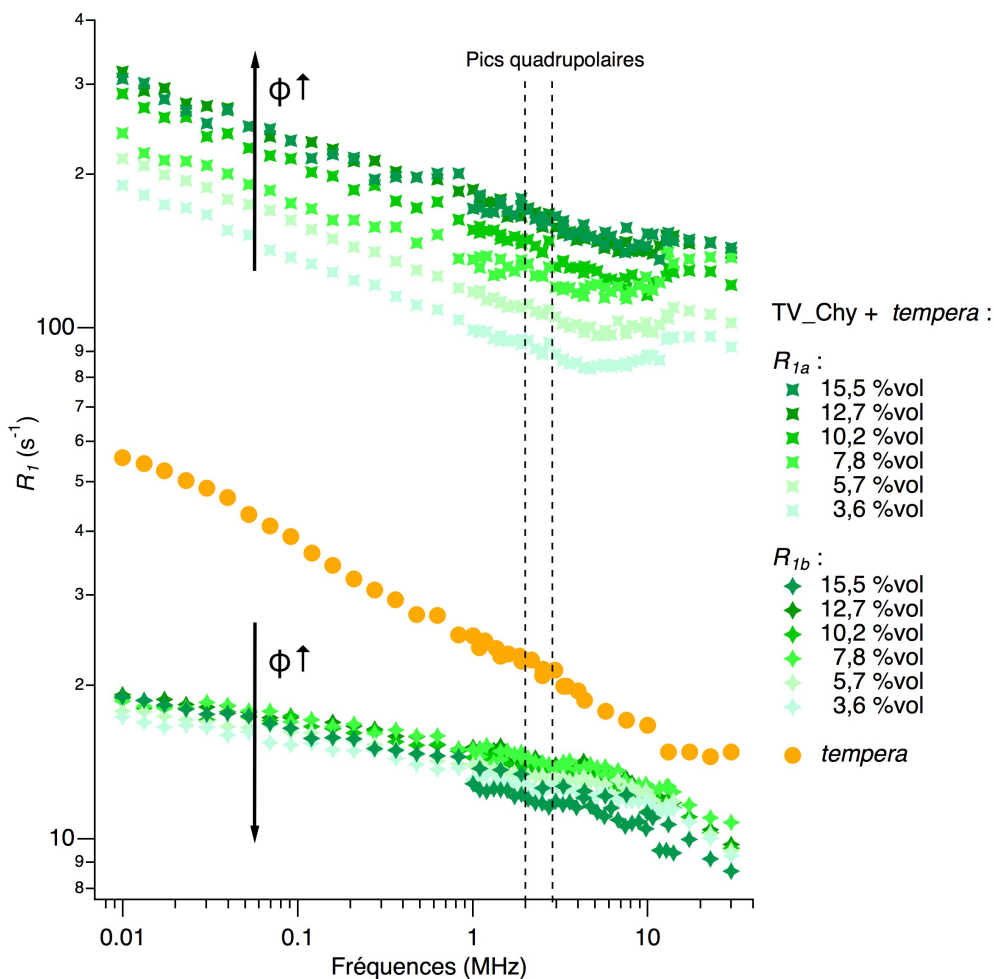 4
3
2
100
9
8
7
6
5
4
3
2
10
9
8
R1 (s-1)
Pics quadrupolaires
ϕ↑
ϕ↑
0.01
0.1
1
10
Fréquences (MHz)
TV_Chy + tempera :
R1a :
15,5 %vol
12,7 %vol
10,2 %vol
7,8 %vol
5,7 %vol
3,6 %vol
R1b :
15,5 %vol
12,7 %vol
10,2 %vol
7,8 %vol
5,7 %vol
3,6 %vol
tempera